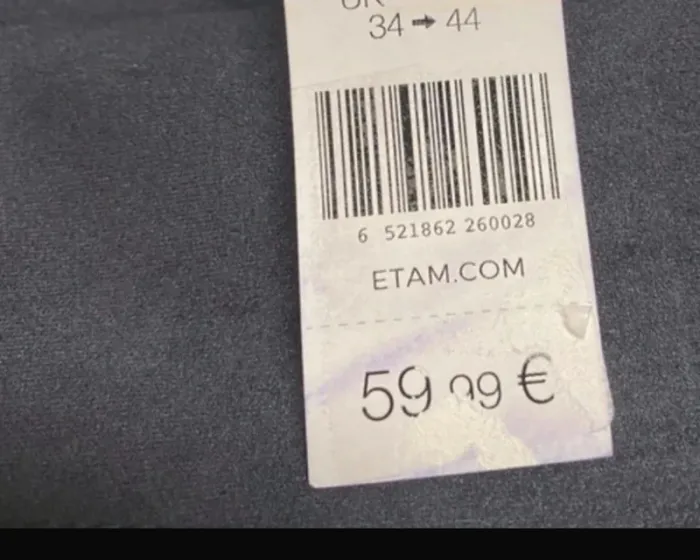 34 → 44
6 521862 260028
ETAM.COM
59 99 €